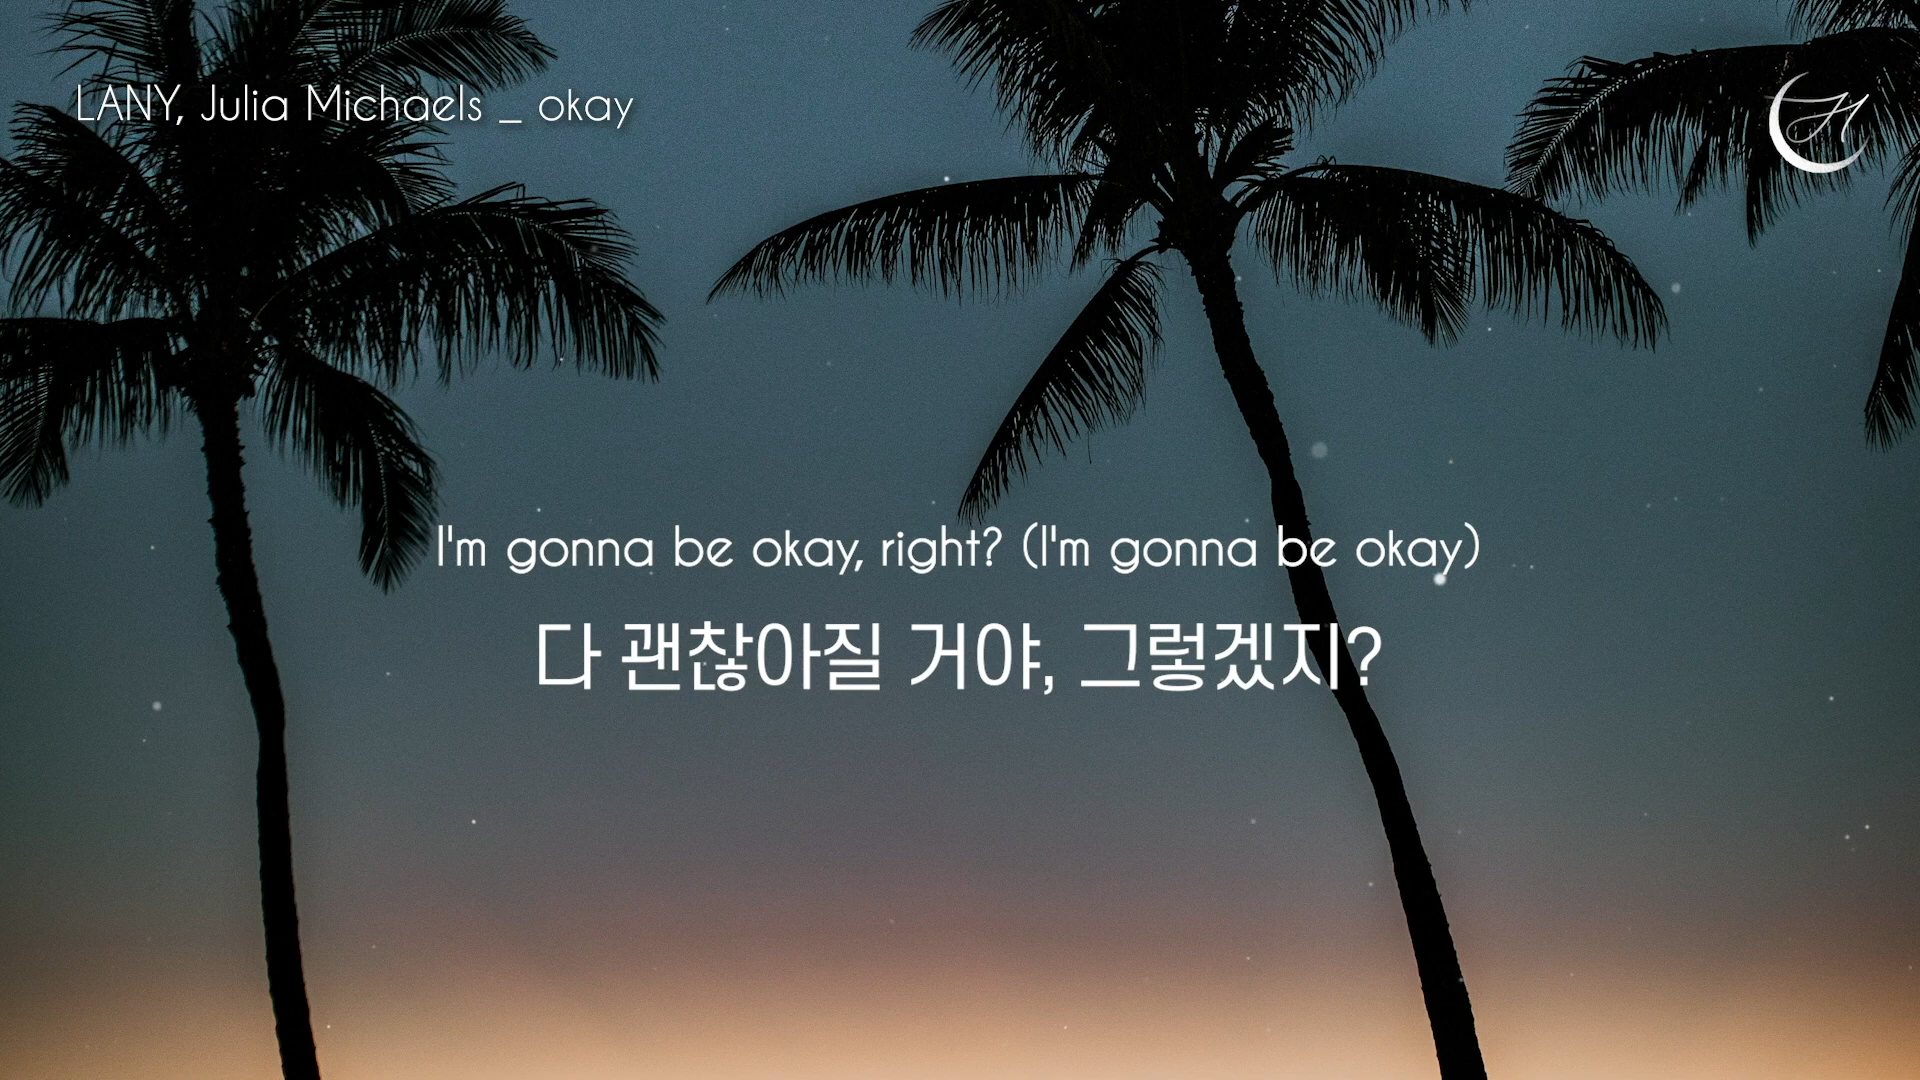 LANY, Julia Michaels _ okay
I'm gonna be okay, right? (I'm gonna be okay)
다 괜찮아질 거야, 그렇겠지?